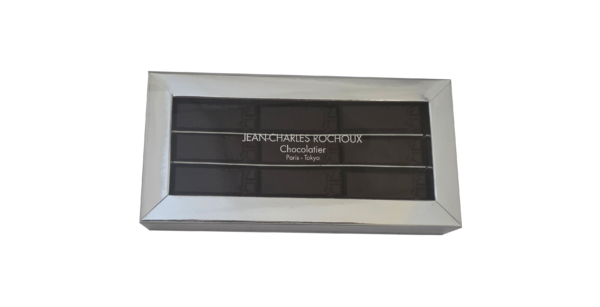 JEAN-CHARLES ROCHOUX
Chocolatier
Paris - Tokyo